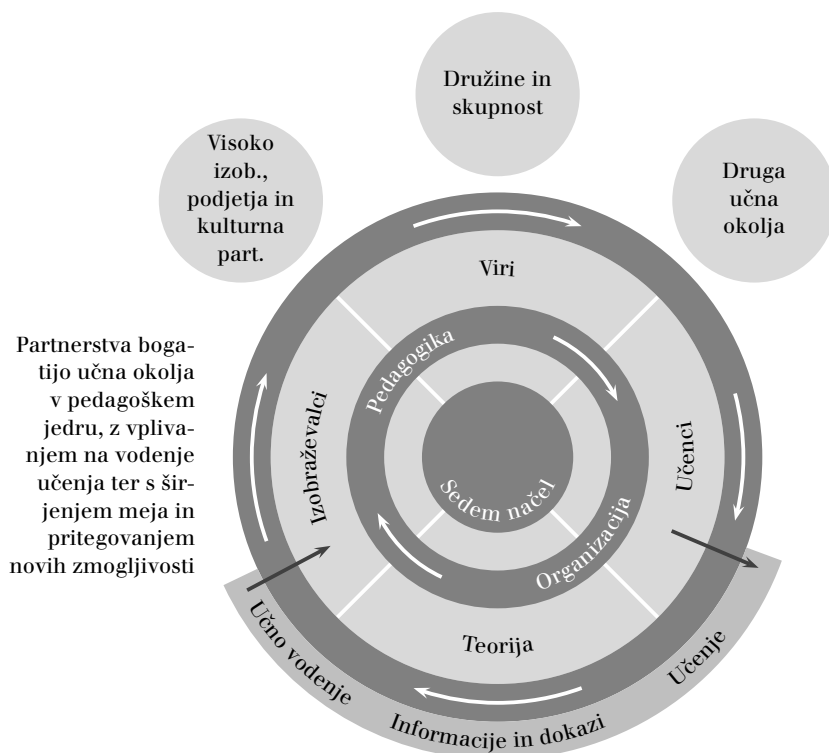 Družine in
skupnost
Visoko
izob.,
podjetja in
kulturna
part.
Druga
učna
okolja
Viri
Pedagogika
Izobraževalci
Učenci
Sedem načel
Organizacija
Teorija
Partnerstva boga-
tijo učna okolja
v pedagoškem
jedru, z vpliva-
njem na vodenje
učenja ter s šir-
jenjem meja in
pritegovanjem
novih zmogljivosti
Učno vodenje
Informacije in dokazi
Učenje